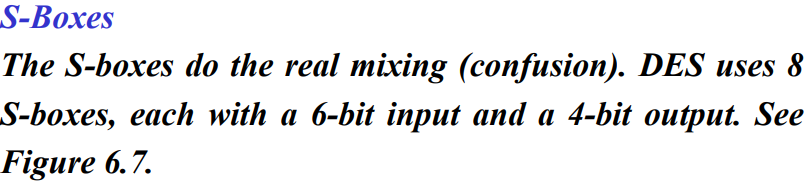 S-Boxes
The S-boxes do the real mixing (confusion). DES uses 8
S-boxes, each with a 6-bit input and a 4-bit output. See
Figure 6.7.